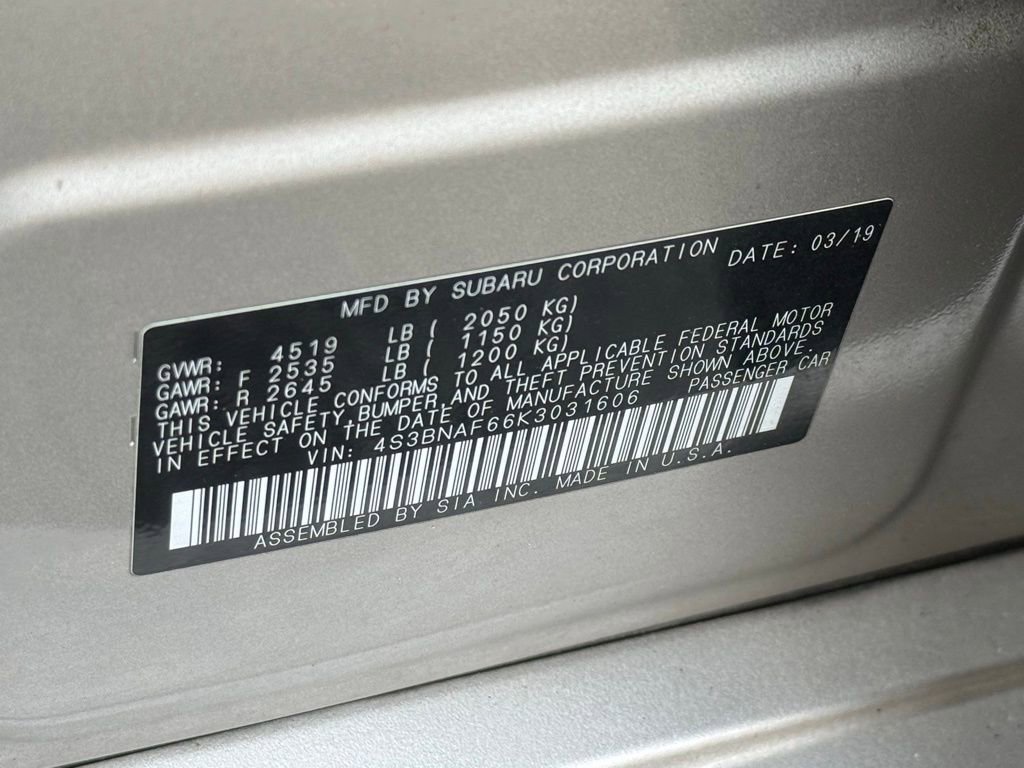 MFD BY SUBARU CORPORATION DATE: 03/19
GVWR: 4519 LB ( 2050 KG)
GAWR: F 2535 LB ( 1150 KG)
GAWR: R 2645 LB ( 1200 KG)
THIS VEHICLE CONFORMS TO ALL APPLICABLE FEDERAL MOTOR
VEHICLE SAFETY,BUMPER AND THEFT PREVENTION STANDARDS
IN EFFECT ON THE DATE OF MANUFACTURE SHOWN ABOVE.
VIN: 4S3BNAF66K3031606 PASSENGER CAR
ASSEMBLED BY SIA INC. MADE IN U.S.A.